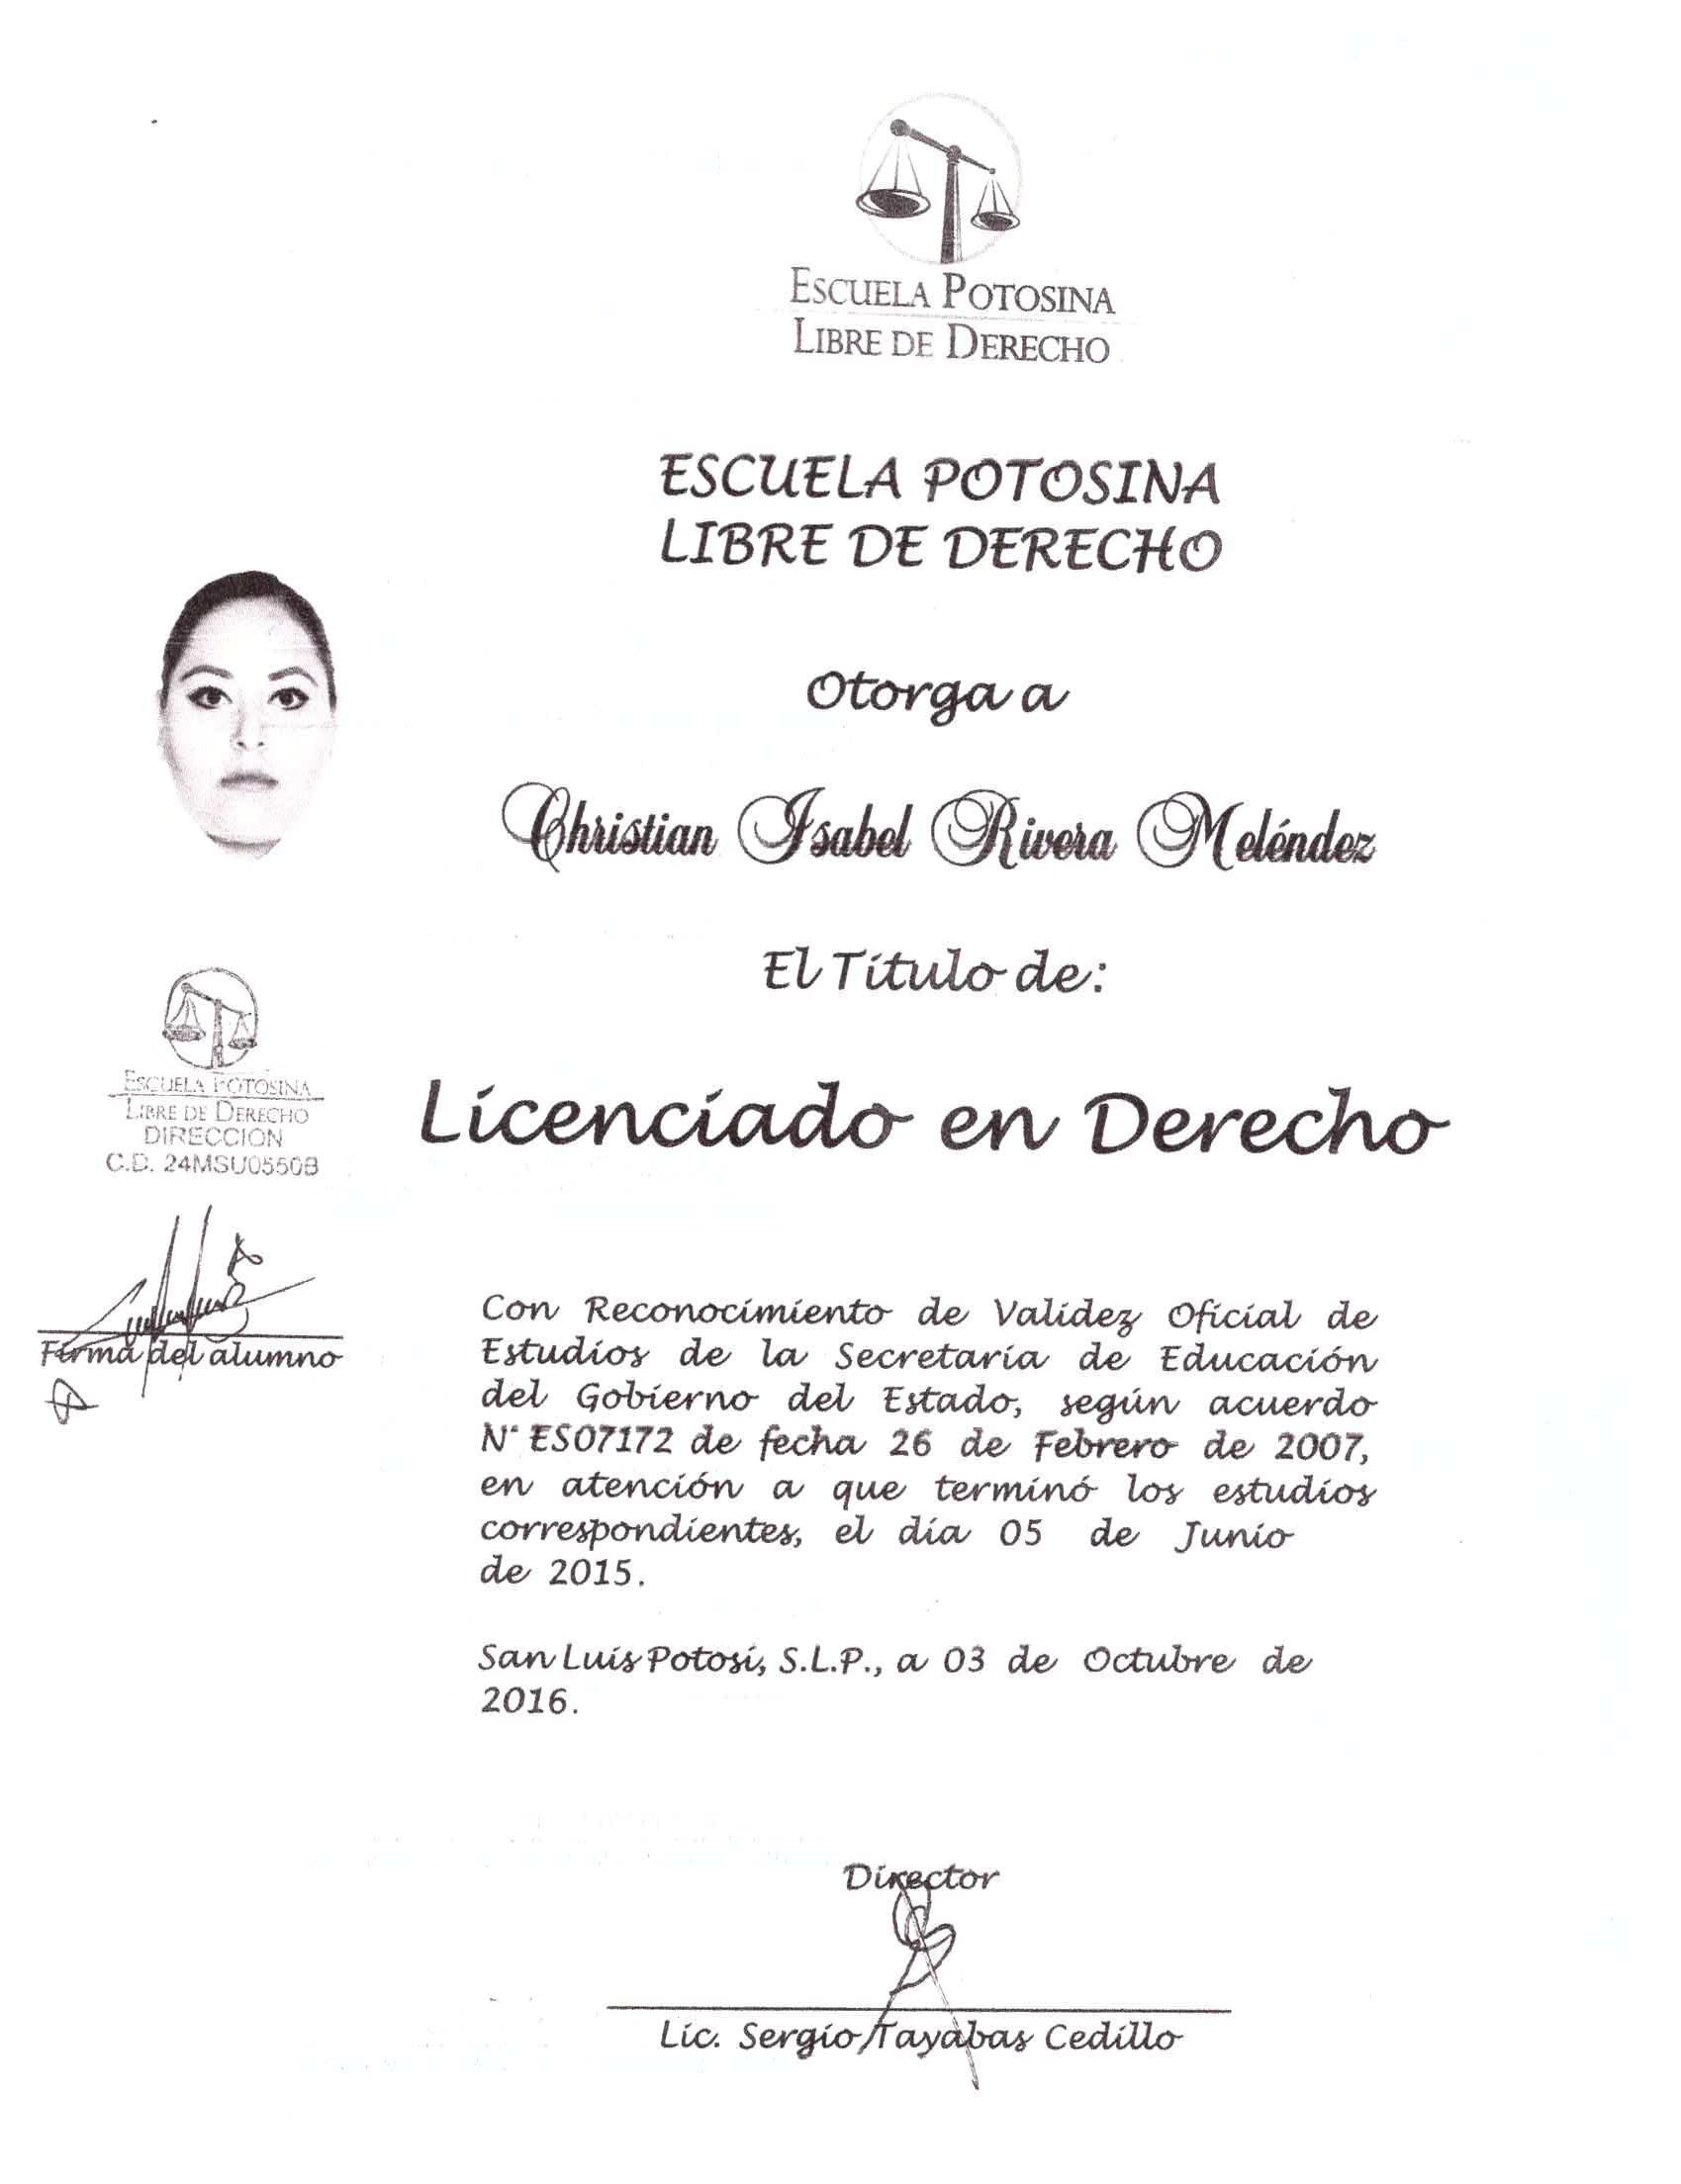 ESCUELA POTOSINA
LIBRE DE DERECHO
ESCUELA POTOSINA
LIBRE DE DERECHO
Otorga a
Christian Isabel Rivera Meléndez
El Título de:
Licenciado en Derecho
ESCUELA POTOSINA
LIBRE DE DERECHO
DIRECCION
C.D. 24MSU0550B
Firma del alumno
Con Reconocimiento de Validez Oficial de
Estudios de la Secretaría de Educación
del Gobierno del Estado, según acuerdo
N° ES07172 de fecha 26 de Febrero de 2007,
en atención a que terminó los estudios
correspondientes, el día 05 de Junio
de 2015.
San Luis Potosí, S.L.P., a 03 de Octubre de
2016.
Director
Lic. Sergio Tayabas Cedillo